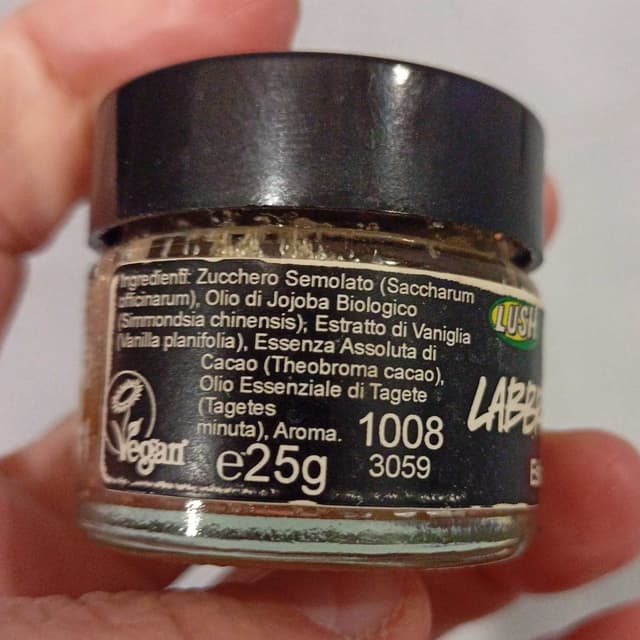 Ingredienti: Zucchero Semolato (Saccharum
officinarum), Olio di Jojoba Biologico
(Simmondsia chinensis), Estratto di Vaniglia
(Vanilla planifolia), Essenza Assoluta di
Cacao (Theobroma cacao),
Olio Essenziale di Tagete
(Tagetes
minuta), Aroma.
1008
3059
Vegan
e25g
LUSH